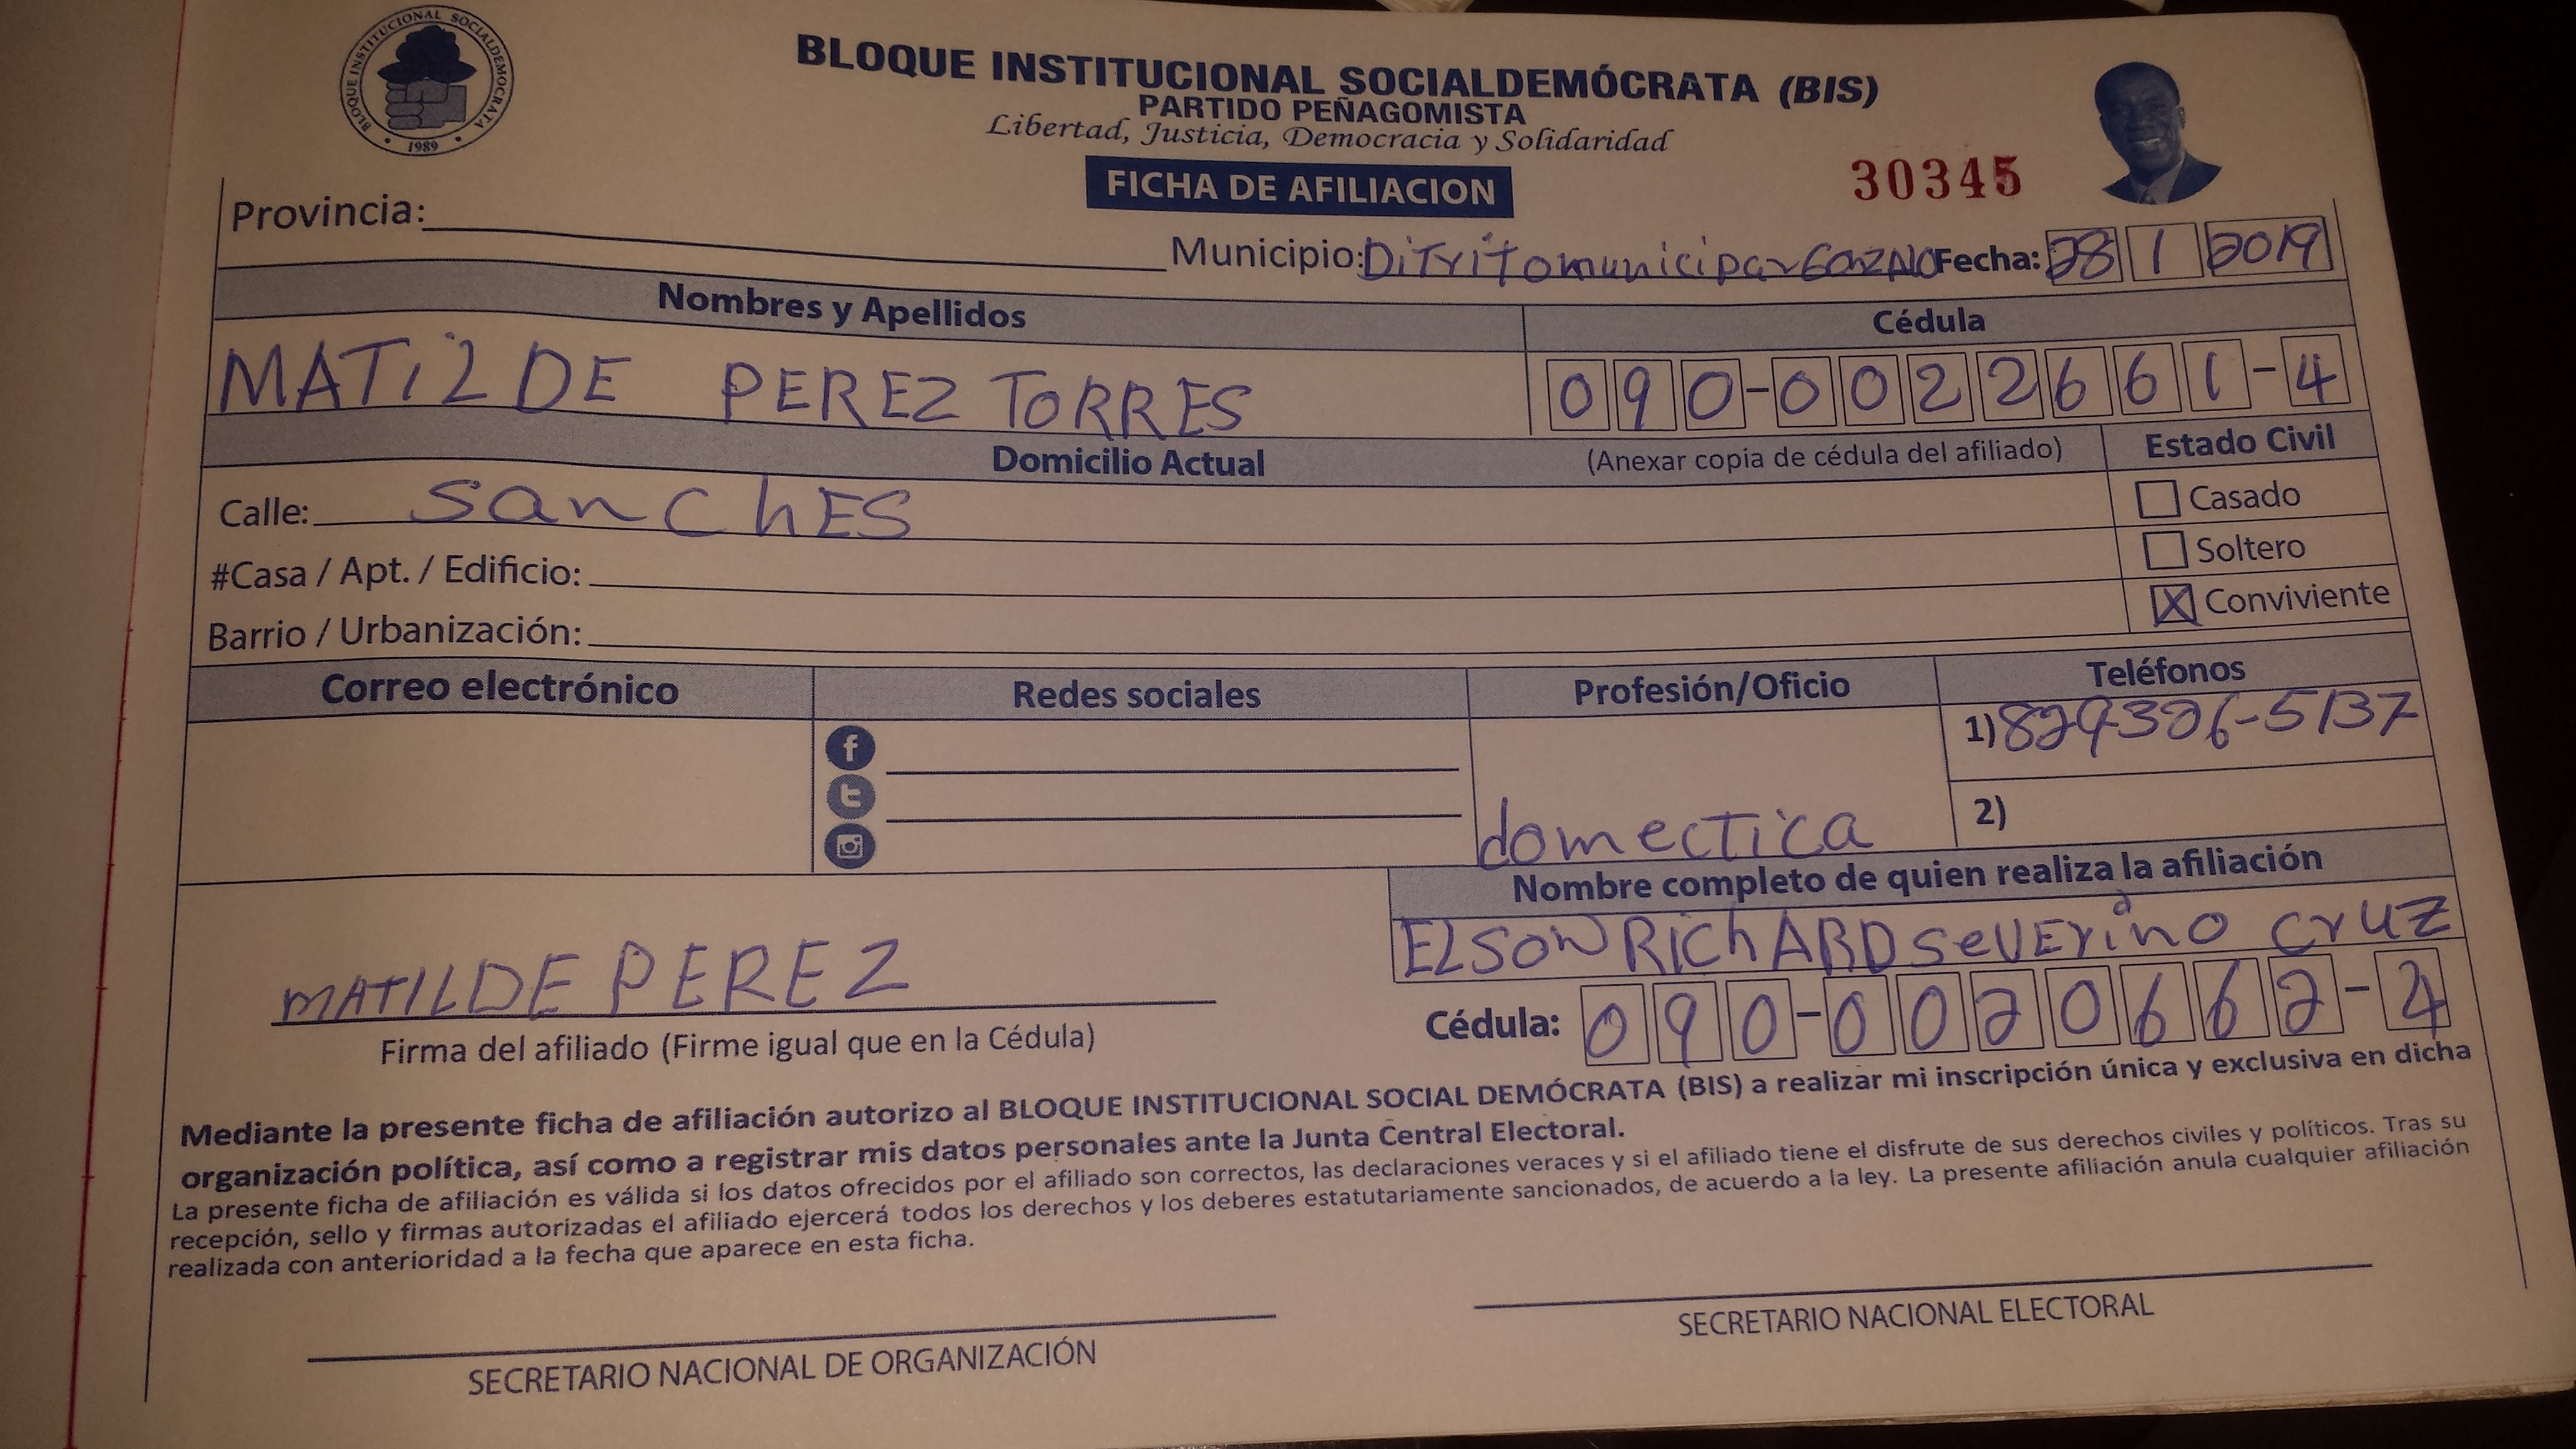 BLOQUE INSTITUCIONAL SOCIALDEMOCRATA
1989
BLOQUE INSTITUCIONAL SOCIALDEMÓCRATA (BIS)
PARTIDO PEÑAGOMISTA
Libertad, Justicia, Democracia y Solidaridad
FICHA DE AFILIACION
30345
Provincia:
Municipio: Ditrito municipar Fecha: 28 1 2019
Nombres y Apellidos Cédula
MATILDE PEREZ TORRES 090-0022661-4
Domicilio Actual (Anexar copia de cédula del afiliado) Estado Civil
Calle: SanchES Casado
#Casa / Apt. / Edificio: Soltero
Barrio / Urbanización: X Conviviente
Correo electrónico Redes sociales Profesión/Oficio Teléfonos
1) 829326-5137
2)
domectica
Nombre completo de quien realiza la afiliación
ELSON RichARD seVErino cruz
MATILDE PEREZ
Cédula: 090-0020662-4
Firma del afiliado (Firme igual que en la Cédula)
Mediante la presente ficha de afiliación autorizo al BLOQUE INSTITUCIONAL SOCIAL DEMÓCRATA (BIS) a realizar mi inscripción única y exclusiva en dicha
organización política, así como a registrar mis datos personales ante la Junta Central Electoral.
La presente ficha de afiliación es válida si los datos ofrecidos por el afiliado son correctos, las declaraciones veraces y si el afiliado tiene el disfrute de sus derechos civiles y políticos. Tras su
recepción, sello y firmas autorizadas el afiliado ejercerá todos los derechos y los deberes estatutariamente sancionados, de acuerdo a la ley. La presente afiliación anula cualquier afiliación
realizada con anterioridad a la fecha que aparece en esta ficha.
SECRETARIO NACIONAL DE ORGANIZACIÓN
SECRETARIO NACIONAL ELECTORAL